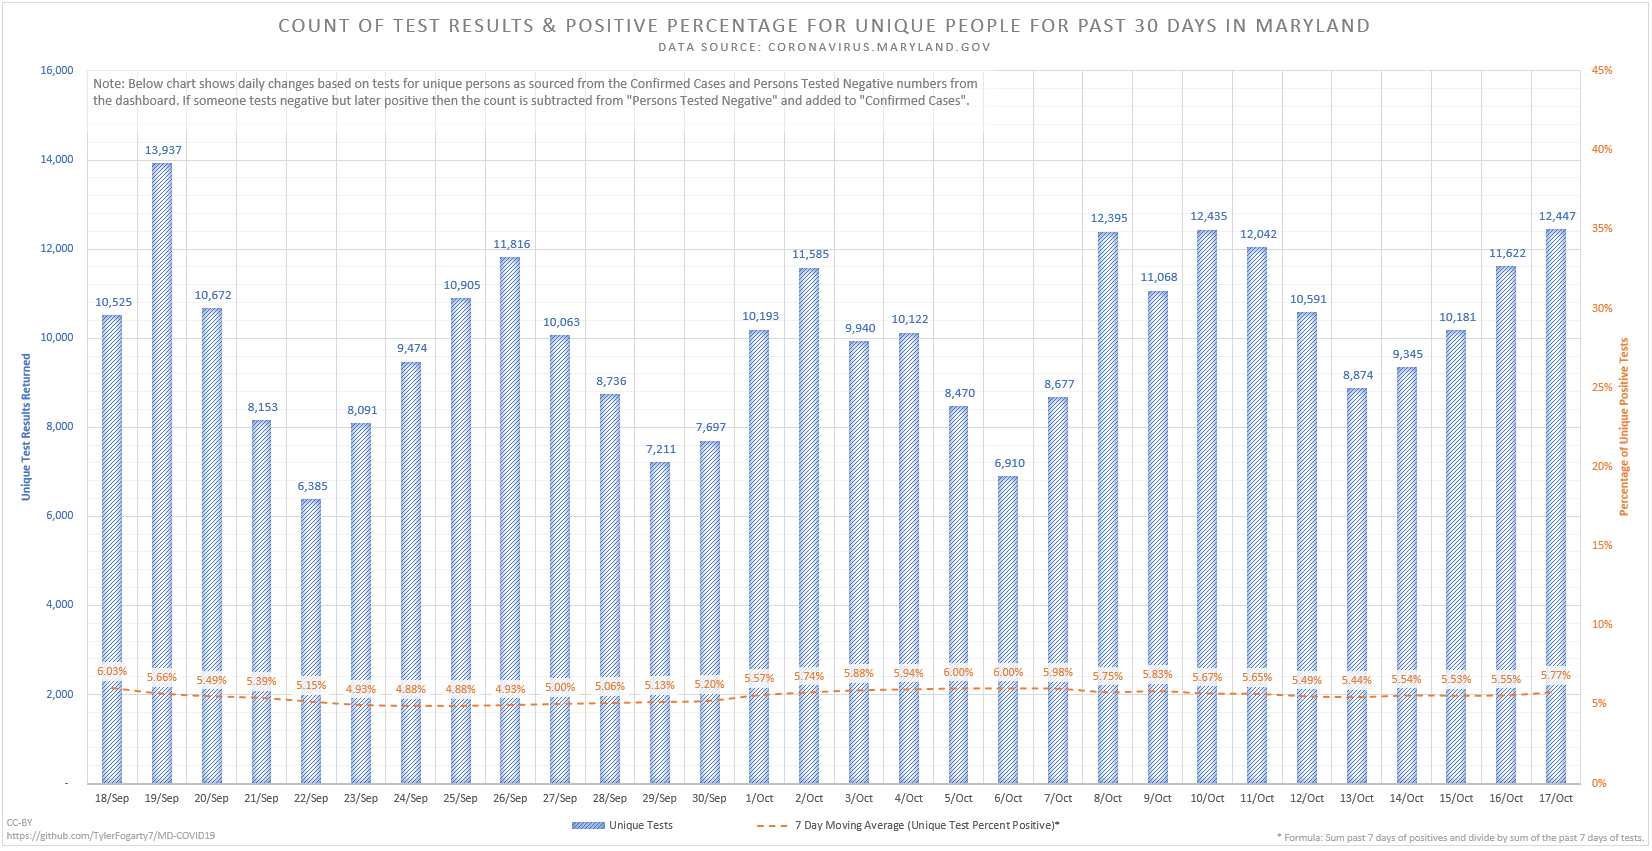 COUNT OF TEST RESULTS & POSITIVE PERCENTAGE FOR UNIQUE PEOPLE FOR PAST 30 DAYS IN MARYLAND
DATA SOURCE: CORONAVIRUS.MARYLAND.GOV
Note: Below chart shows daily changes based on tests for unique persons as sourced from the Confirmed Cases and Persons Tested Negative numbers from
the dashboard. If someone tests negative but later positive then the count is subtracted from "Persons Tested Negative" and added to "Confirmed Cases".
Unique Test Results Returned
16,000
14,000
12,000
10,000
8,000
6,000
4,000
2,000
-
10,525 13,937 10,672 8,153 6,385 8,091 9,474 10,905 11,816 10,063 8,736 7,211 7,697 10,193 11,585 9,940 10,122 8,470 6,910 8,677 12,395 11,068 12,435 12,042 10,591 8,874 9,345 10,181 11,622 12,447
6.03% 5.66% 5.49% 5.39% 5.15% 4.93% 4.88% 4.88% 4.93% 5.00% 5.06% 5.13% 5.20% 5.57% 5.74% 5.88% 5.94% 6.00% 6.00% 5.98% 5.75% 5.83% 5.67% 5.65% 5.49% 5.44% 5.54% 5.53% 5.55% 5.77%
45%
40%
35%
30%
25%
20%
15%
10%
5%
0%
Percentage of Unique Positive Tests
18/Sep 19/Sep 20/Sep 21/Sep 22/Sep 23/Sep 24/Sep 25/Sep 26/Sep 27/Sep 28/Sep 29/Sep 30/Sep 1/Oct 2/Oct 3/Oct 4/Oct 5/Oct 6/Oct 7/Oct 8/Oct 9/Oct 10/Oct 11/Oct 12/Oct 13/Oct 14/Oct 15/Oct 16/Oct 17/Oct
Unique Tests 7 Day Moving Average (Unique Test Percent Positive)*
CC-BY
https://github.com/TylerFogarty7/MD-COVID19
* Formula: Sum past 7 days of positives and divide by sum of the past 7 days of tests.